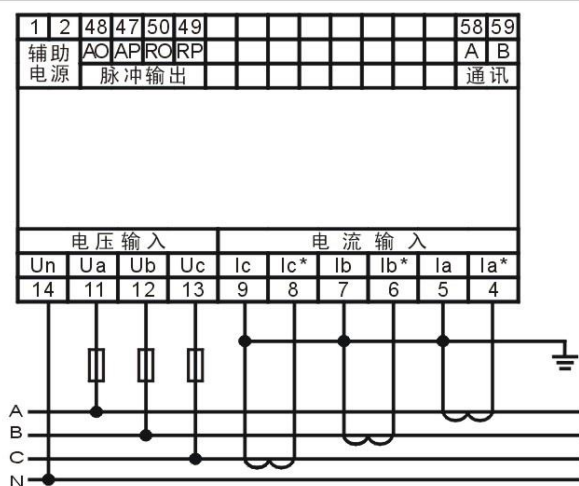 1 2 48 47 50 49 58 59
辅助 AO AP RO RP A B
电源 脉冲输出 通讯
电压输入 电流输入
Un Ua Ub Uc Ic Ic* Ib Ib* Ia Ia*
14 11 12 13 9 8 7 6 5 4
A
B
C
N